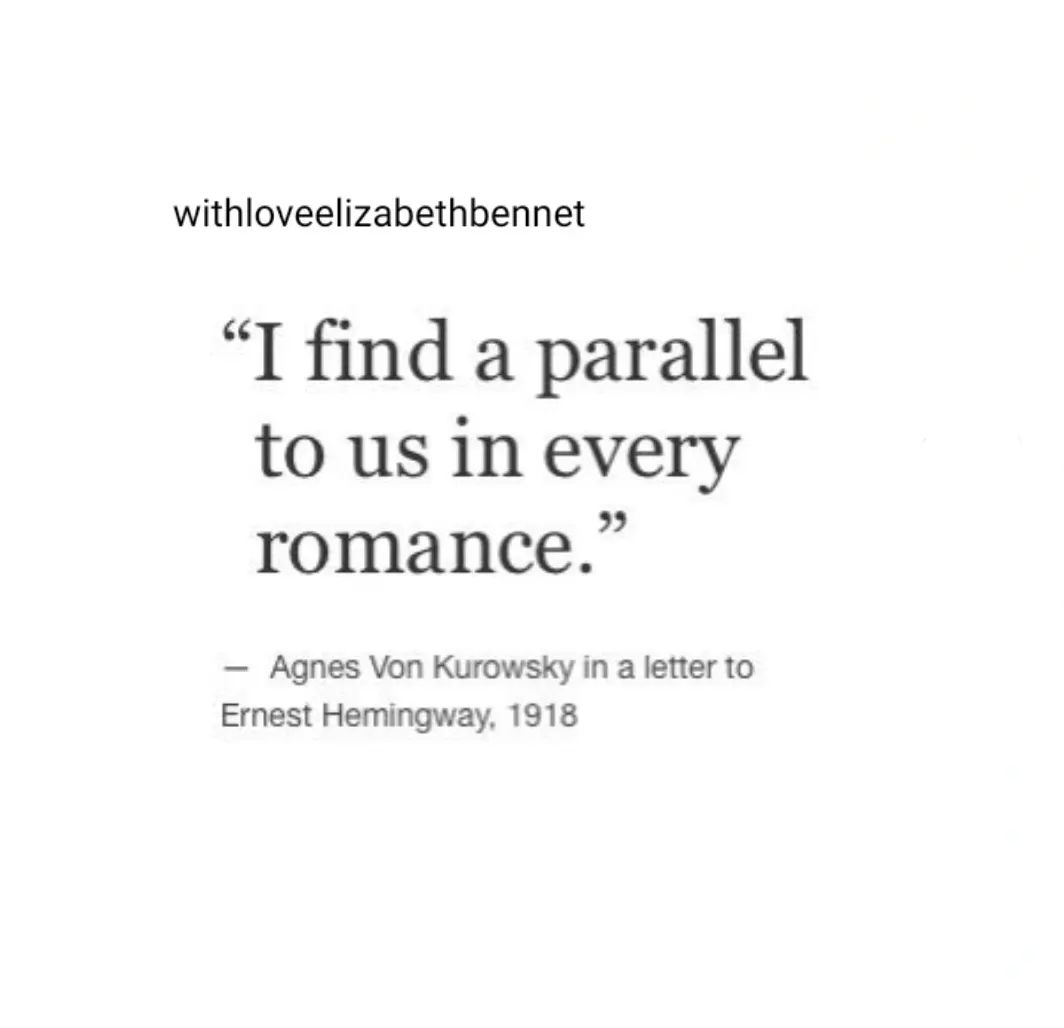 withloveelizabethbennet
“I find a parallel
to us in every
romance.”
— Agnes Von Kurowsky in a letter to
Ernest Hemingway, 1918